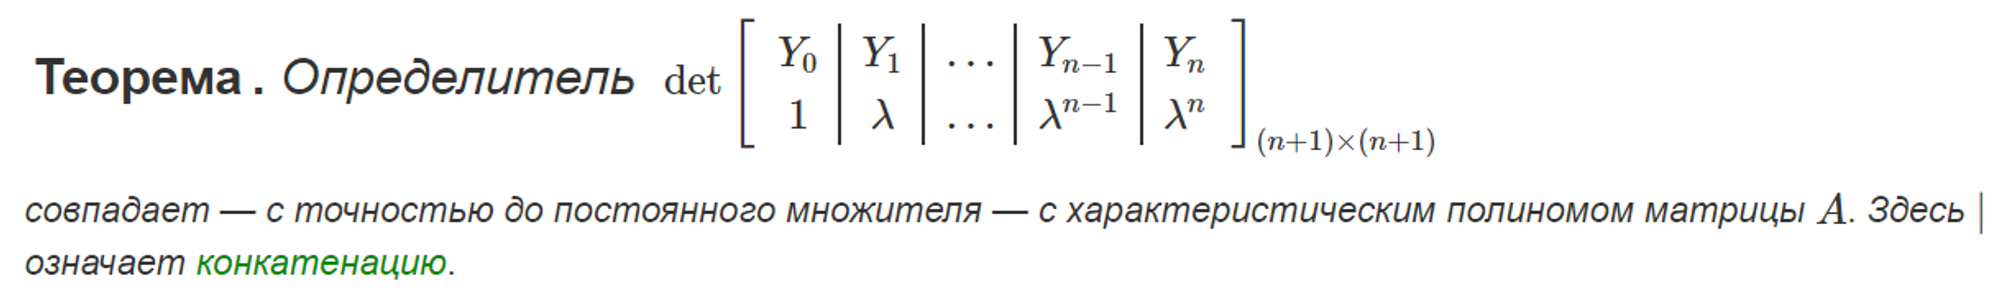 Теорема . Определитель det [ Y_0 | Y_1 | … | Y_{n−1} | Y_n ]
1 | λ | … | λ^{n−1} | λ^n
(n+1)×(n+1)
совпадает — с точностью до постоянного множителя — с характеристическим полиномом матрицы A. Здесь |
означает конкатенацию.